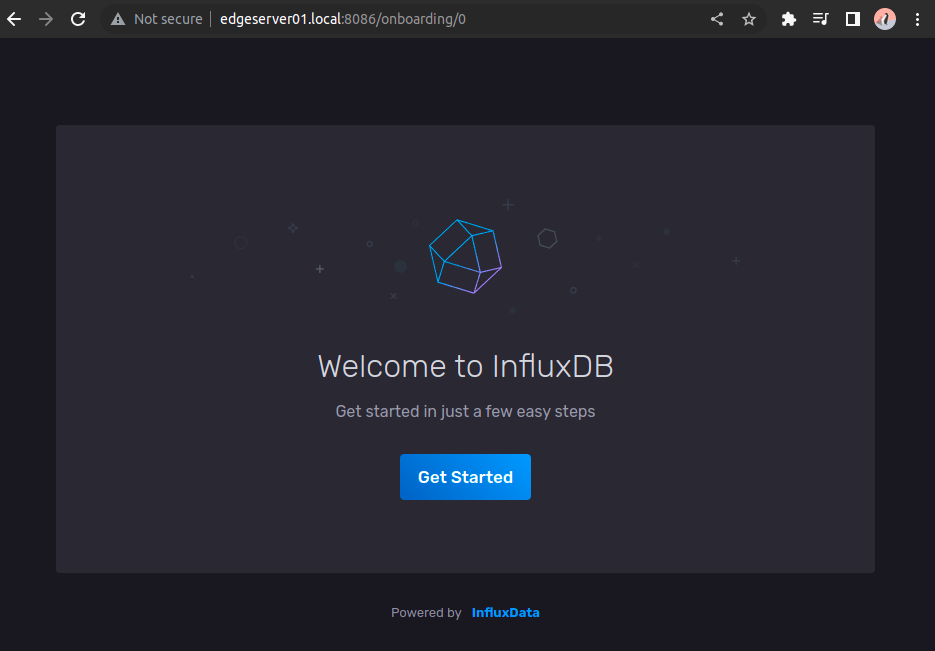 Not secure | edgeserver01.local:8086/onboarding/0
Welcome to InfluxDB
Get started in just a few easy steps
Get Started
Powered by InfluxData